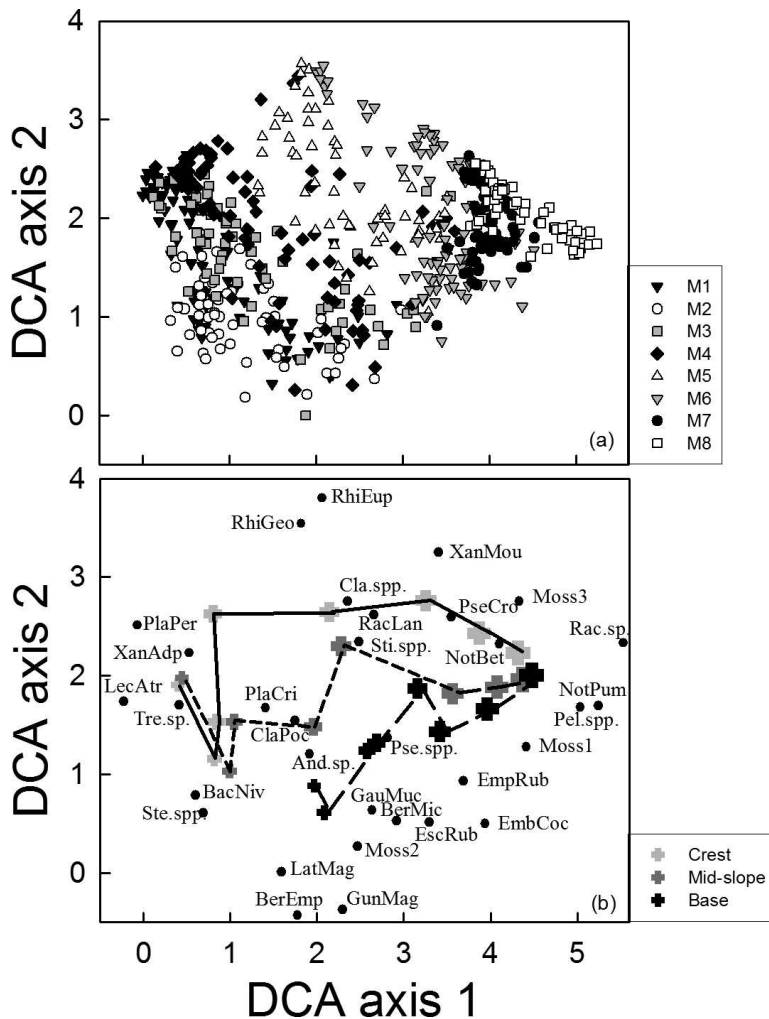 4
3
2
1
0
DCA axis 2
M1
M2
M3
M4
M5
M6
M7
M8
(a)
4
3
2
1
0
DCA axis 2
RhiEup
RhiGeo
XanMou
Cla.spp.
PseCro
Moss3
PlaPer
RacLan
Rac.sp.
XanAdp
Sti.spp.
NotBet
LecAtr
PlaCri
NotPum
Tre.sp.
Pel.spp.
ClaPoc
And.sp.
Pse.spp.
Moss1
BacNiv
EmpRub
Ste.spp.
GauMuc
BerMic
EscRub
EmbCoc
Moss2
LatMag
BerEmp
GunMag
(b)
Crest
Mid-slope
Base
0 1 2 3 4 5
DCA axis 1